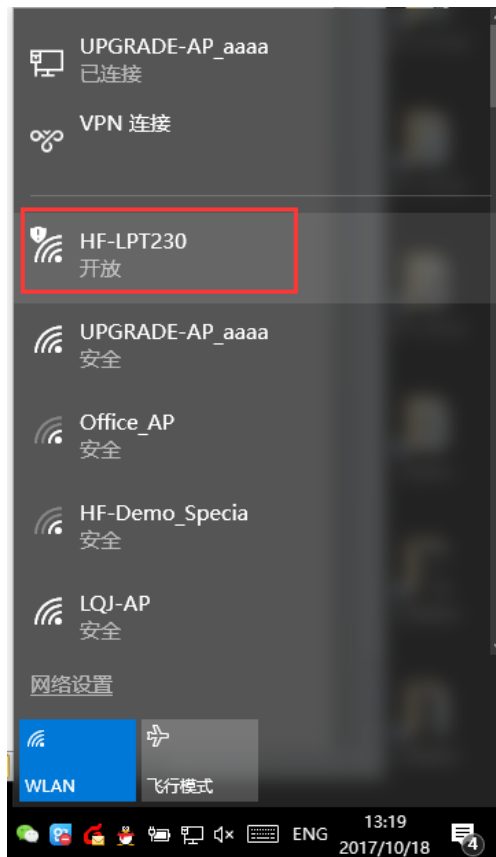 UPGRADE-AP_aaaa
已连接
VPN 连接
HF-LPT230
开放
UPGRADE-AP_aaaa
安全
Office_AP
安全
HF-Demo_Specia
安全
LQJ-AP
安全
网络设置
WLAN
飞行模式
ENG
13:19
2017/10/18
4